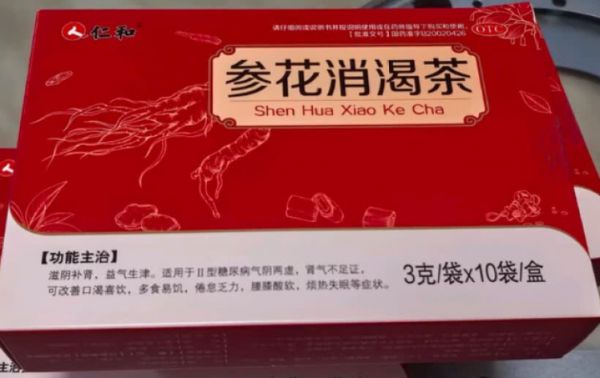 仁和
请仔细阅读说明书并按说明使用或在药师指导下购买和使用。
【批准文号】国药准字B20020426
OTC
参花消渴茶
Shen Hua Xiao Ke Cha
【功能主治】
滋阴补肾，益气生津。适用于Ⅱ型糖尿病气阴两虚，肾气不足证，
可改善口渴喜饮，多食易饥，倦怠乏力，腰膝酸软，烦热失眠等症状。
3克/袋x10袋/盒